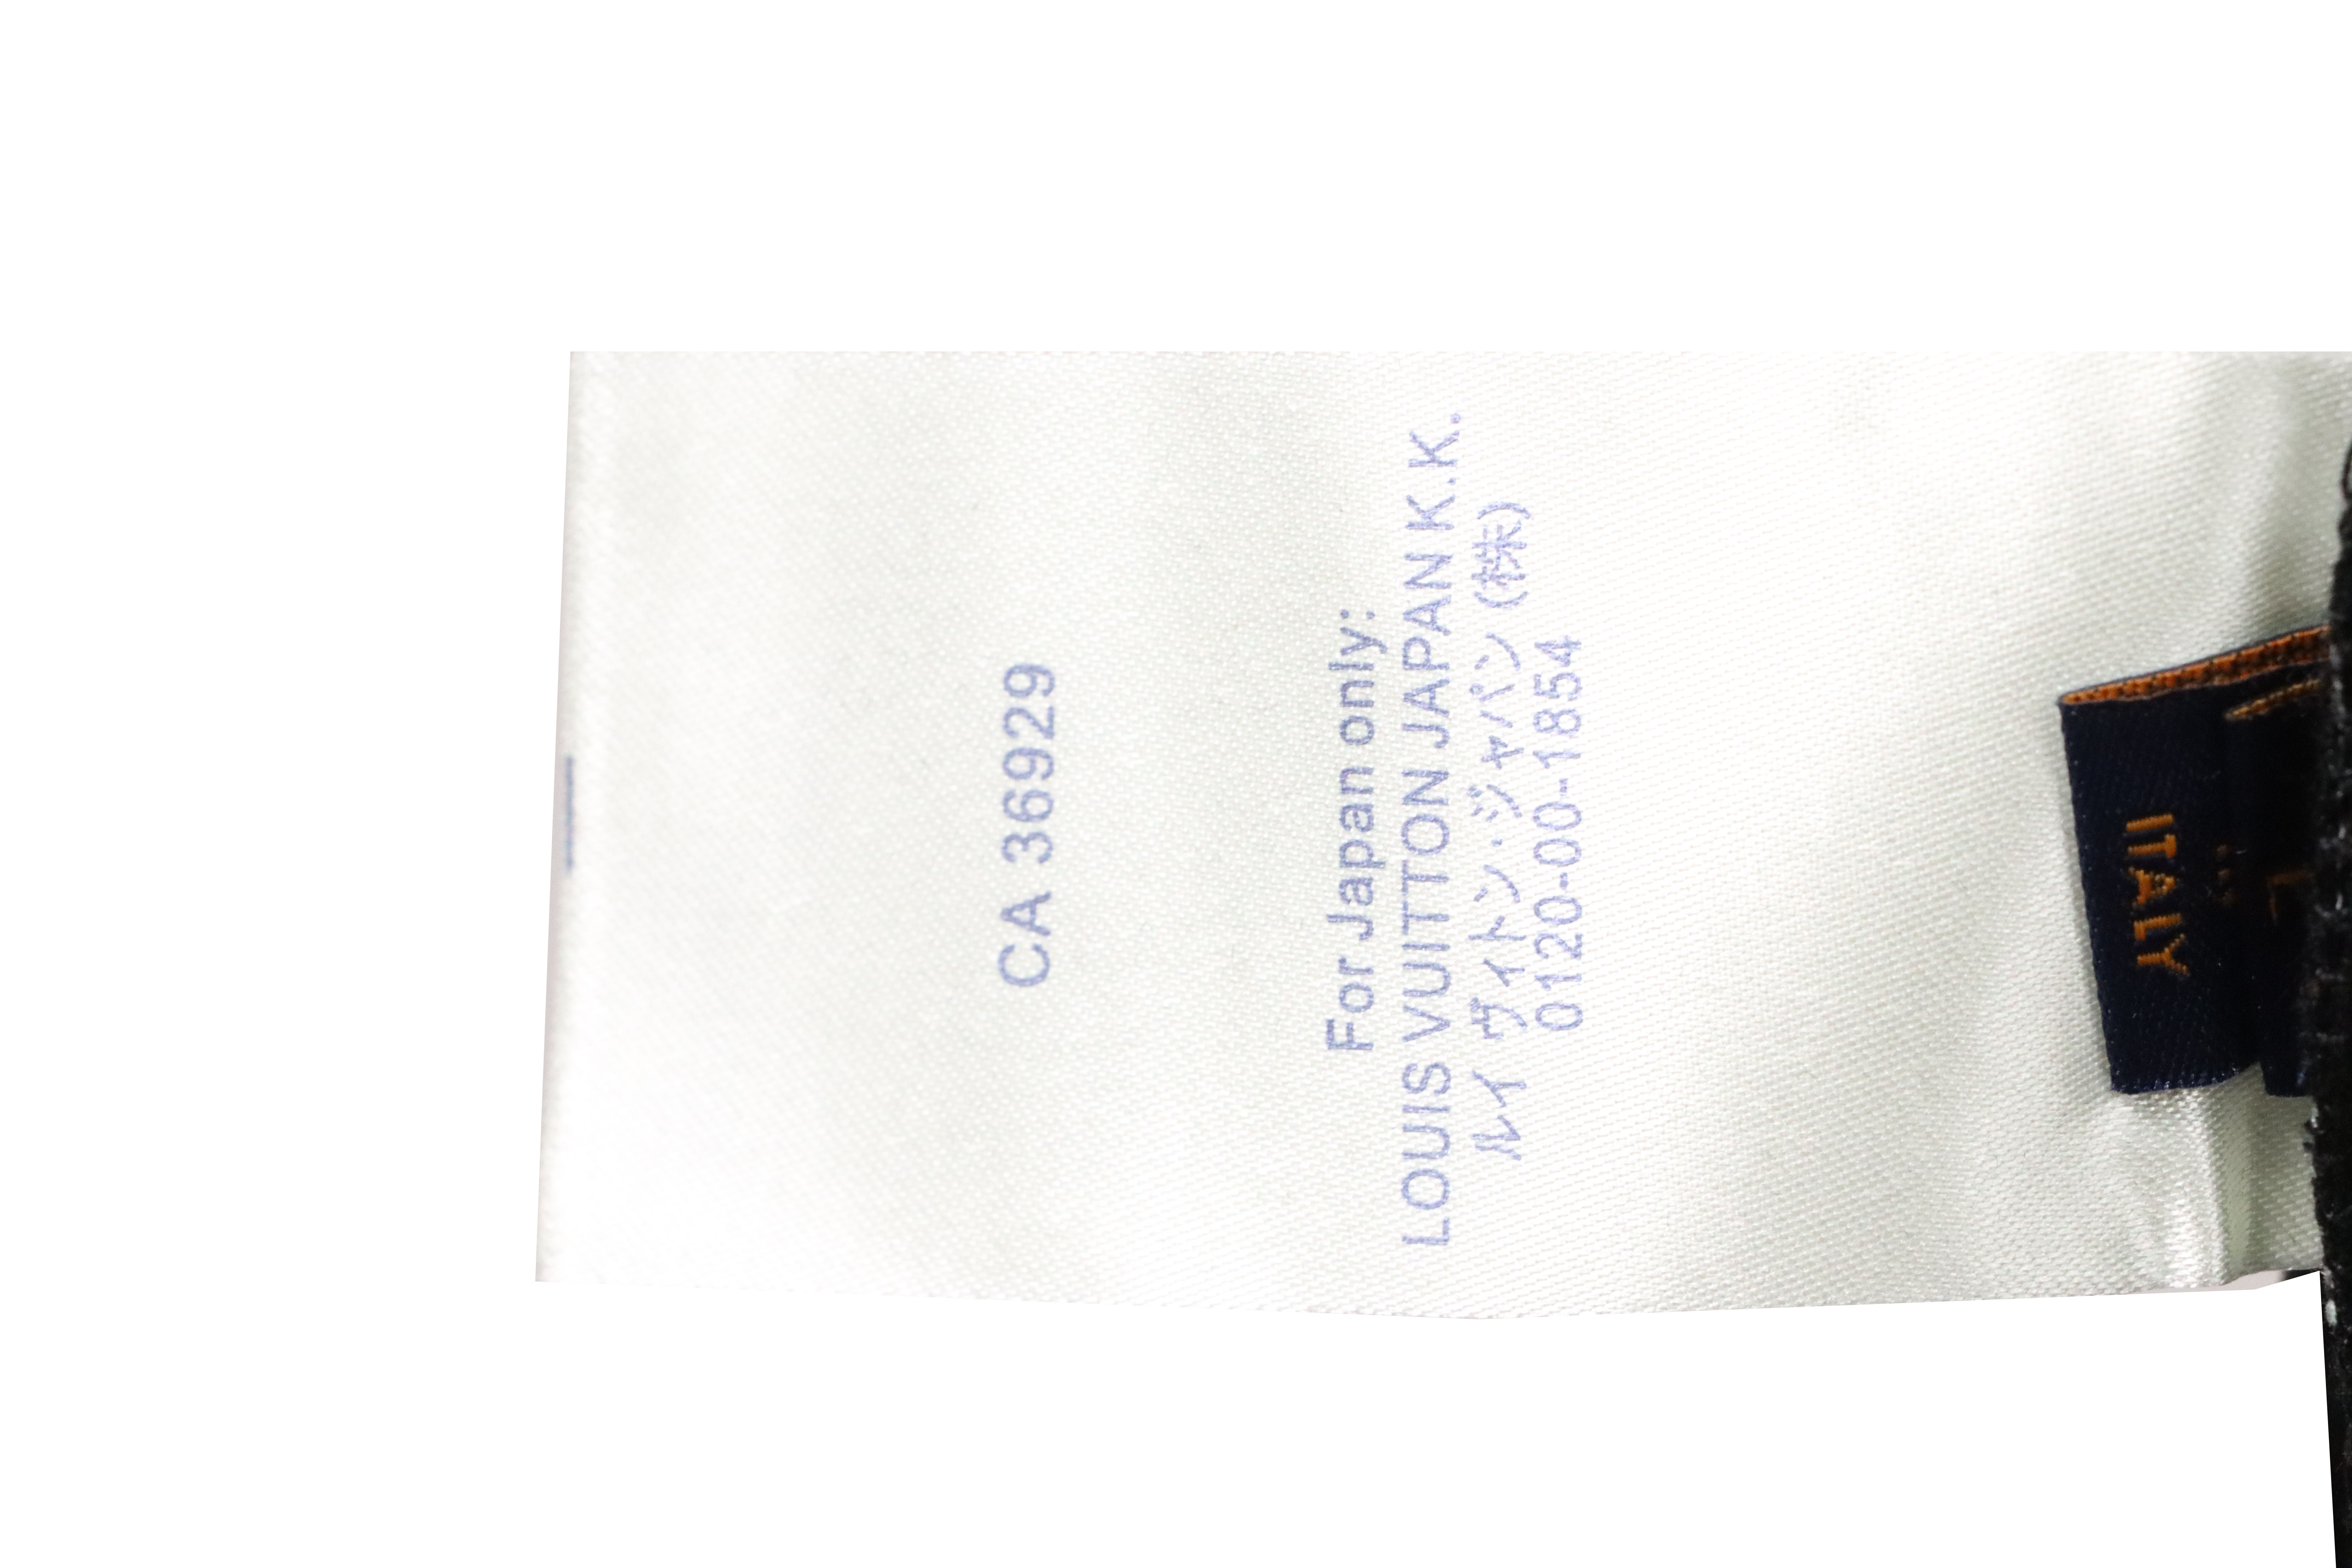 CA 36929
For Japan only:
LOUIS VUITTON JAPAN K.K.
ルイ ヴィトン・ジャパン (株)
0120-00-1854
L
ITALY